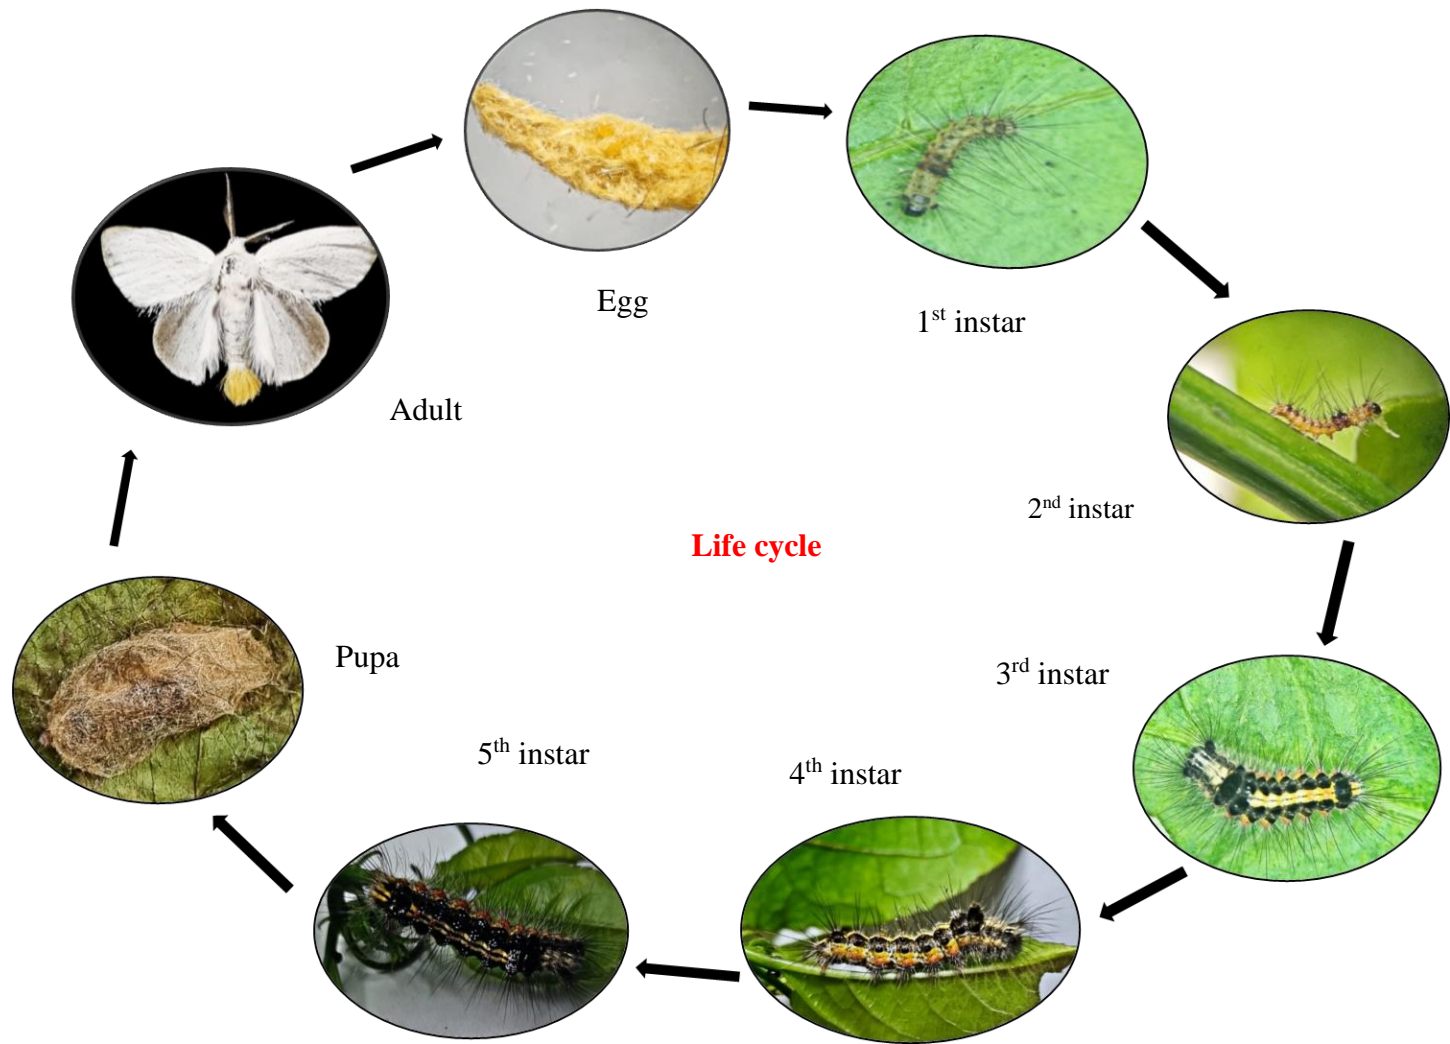 Egg
1st instar
Adult
2nd instar
Life cycle
Pupa
3rd instar
5th instar
4th instar